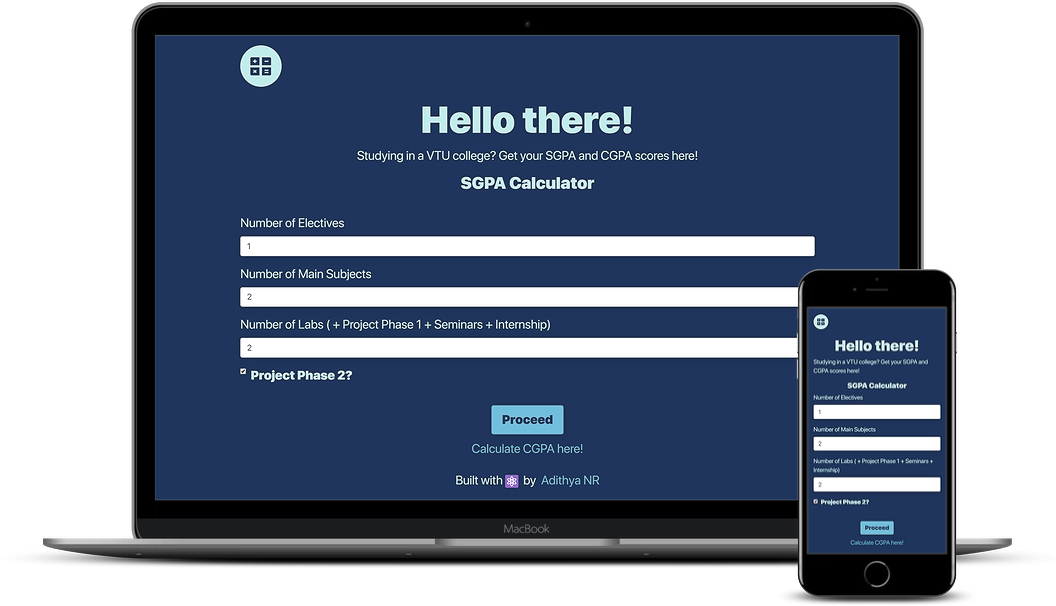 Hello there!
Studying in a VTU college? Get your SGPA and CGPA scores here!
SGPA Calculator
Number of Electives
1
Number of Main Subjects
2
Number of Labs ( + Project Phase 1 + Seminars + Internship)
2
Project Phase 2?
Proceed
Calculate CGPA here!
Built with by Adithya NR
MacBook
Hello there!
Studying in a VTU college? Get your SGPA and
CGPA scores here!
SGPA Calculator
Number of Electives
1
Number of Main Subjects
2
Number of Labs ( + Project Phase 1 + Seminars +
Internship)
2
Project Phase 2?
Proceed
Calculate CGPA here!